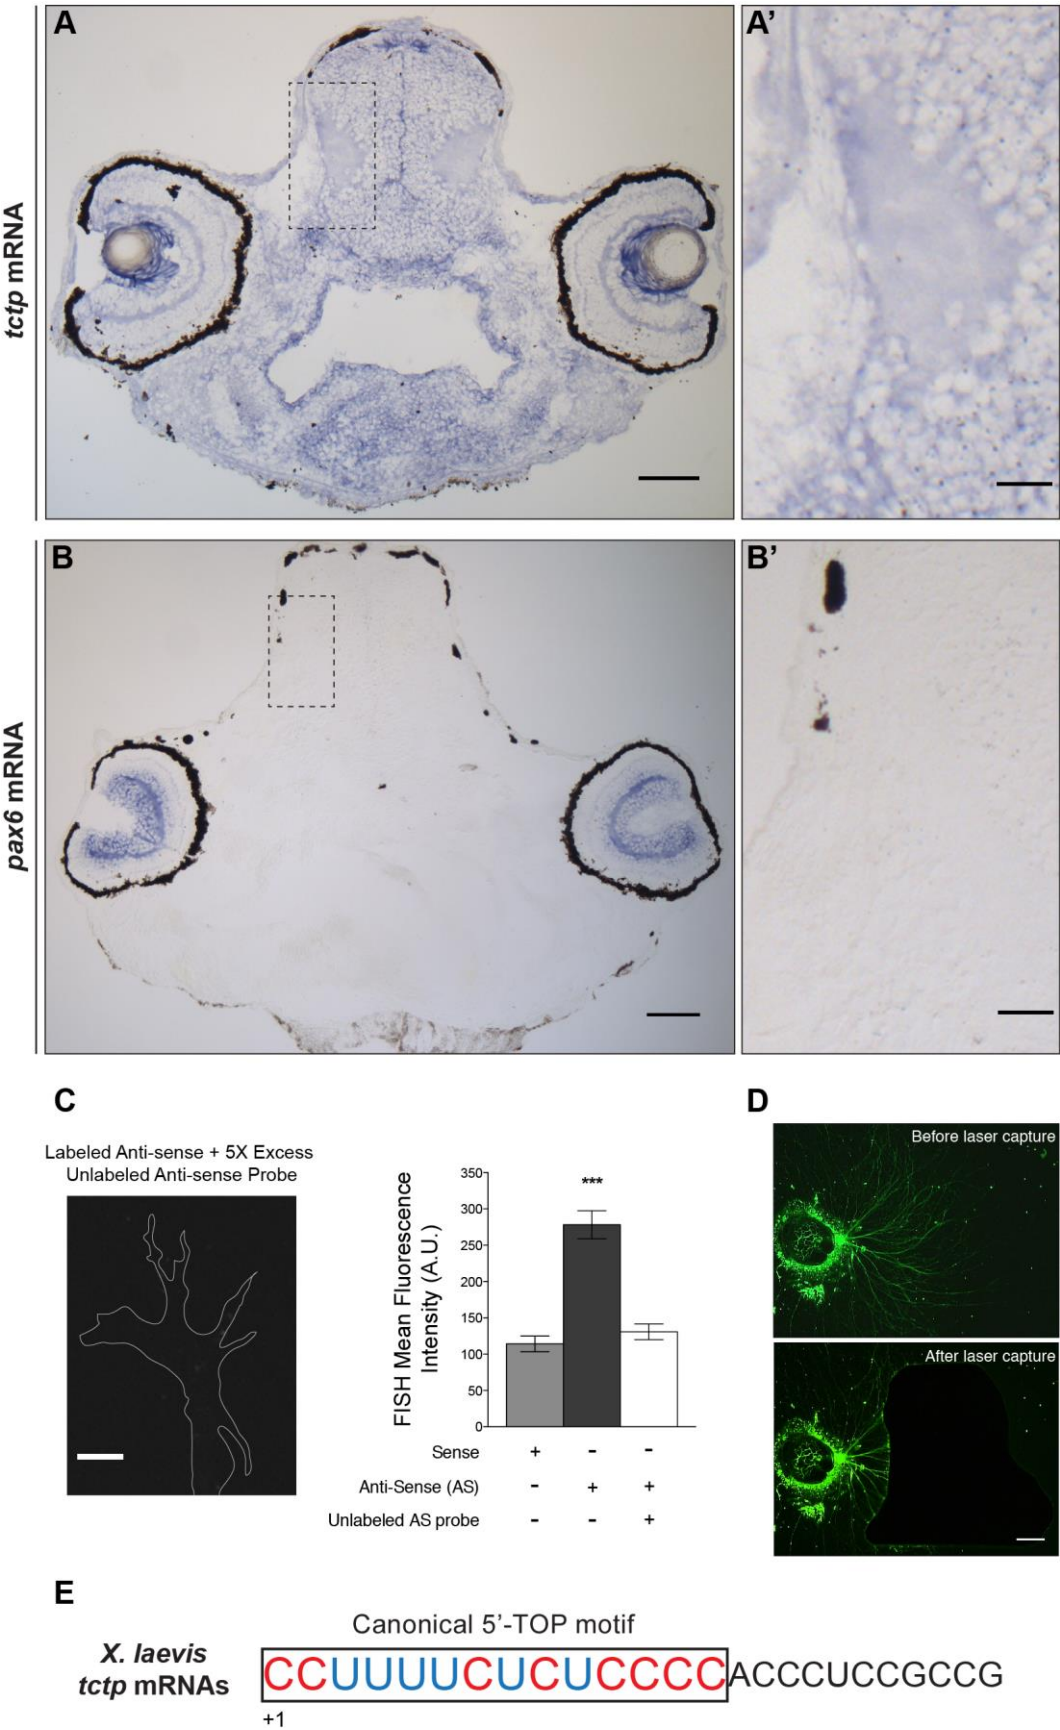 A
A’
tctp mRNA
B
B’
pax6 mRNA
C
D
Labeled Anti-sense + 5X Excess
Unlabeled Anti-sense Probe
FISH Mean Fluorescence
Intensity (A.U.)
350
300
250
200
150
100
50
0
***
Sense + - -
Anti-Sense (AS) - + +
Unlabeled AS probe - - +
Before laser capture
After laser capture
E
Canonical 5’-TOP motif
X. laevis
tctp mRNAs
CCUUUUCUCUCCCCACCCUCCGCCG
+1